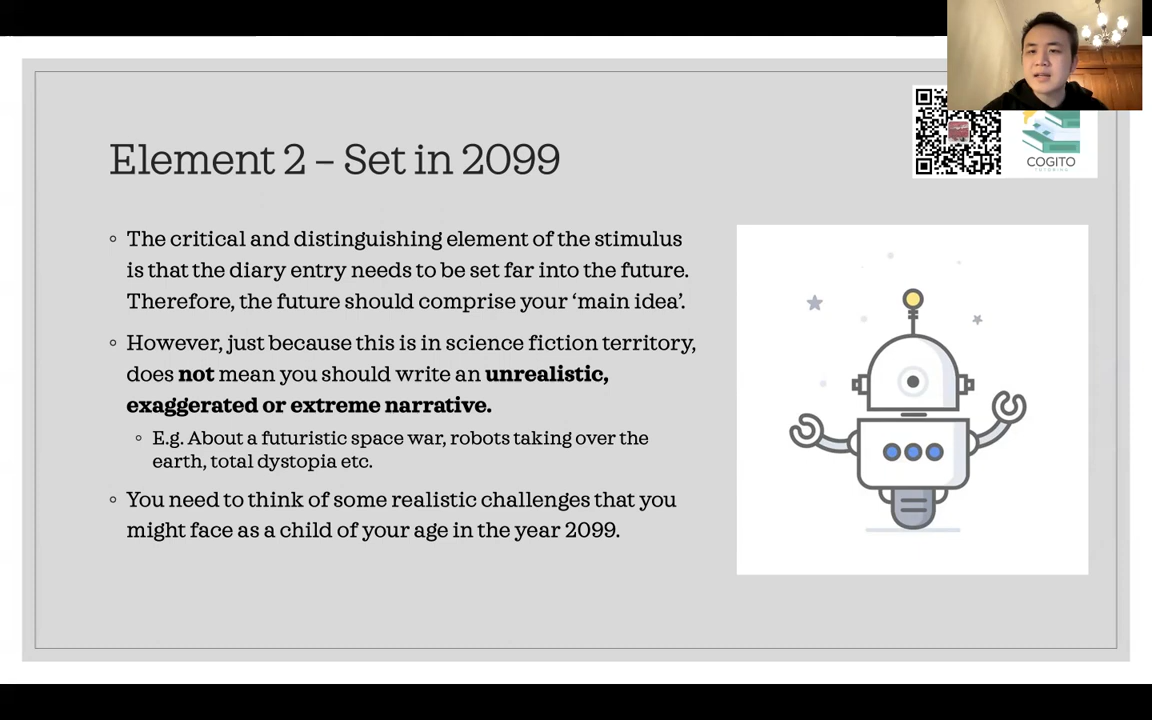 Element 2 – Set in 2099
COGITO
TUTORING
◦ The critical and distinguishing element of the stimulus
is that the diary entry needs to be set far into the future.
Therefore, the future should comprise your ‘main idea’.
◦ However, just because this is in science fiction territory,
does not mean you should write an unrealistic,
exaggerated or extreme narrative.
◦ E.g. About a futuristic space war, robots taking over the
earth, total dystopia etc.
◦ You need to think of some realistic challenges that you
might face as a child of your age in the year 2099.